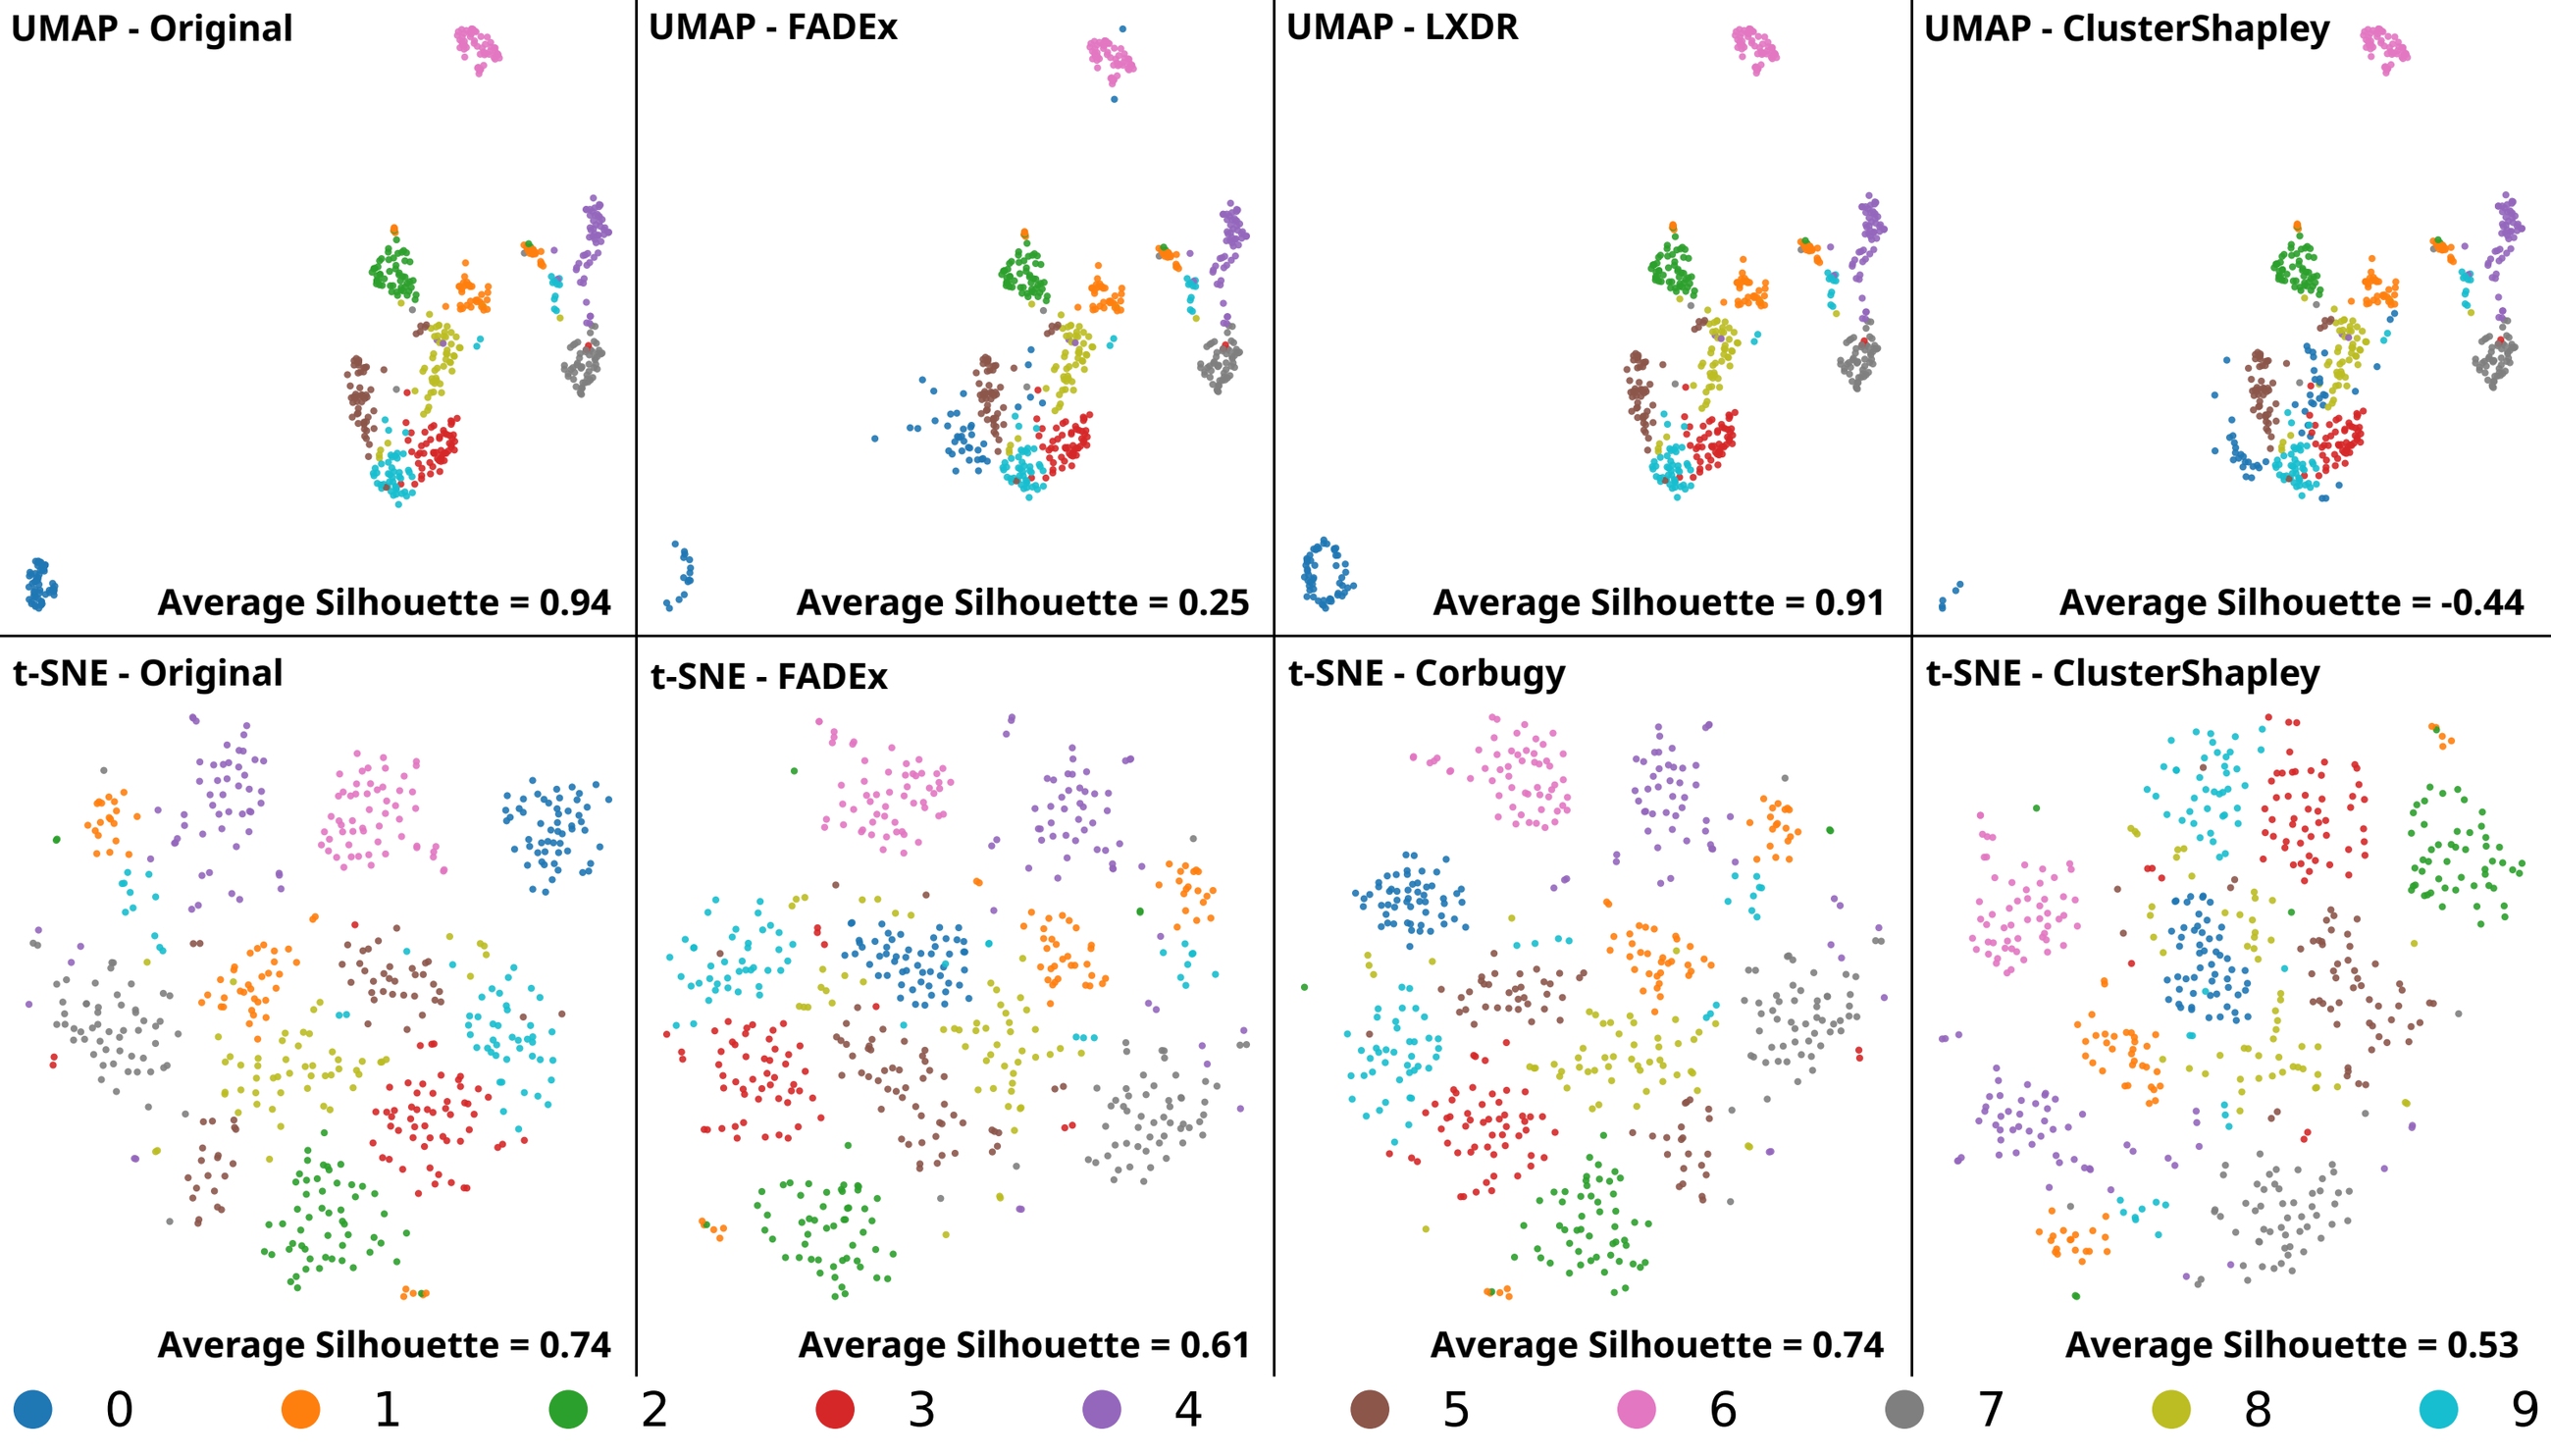 UMAP - Original
Average Silhouette = 0.94
UMAP - FADEx
Average Silhouette = 0.25
UMAP - LXDR
Average Silhouette = 0.91
UMAP - ClusterShapley
Average Silhouette = -0.44
t-SNE - Original
Average Silhouette = 0.74
t-SNE - FADEx
Average Silhouette = 0.61
t-SNE - Corbugy
Average Silhouette = 0.74
t-SNE - ClusterShapley
Average Silhouette = 0.53
0 1 2 3 4 5 6 7 8 9